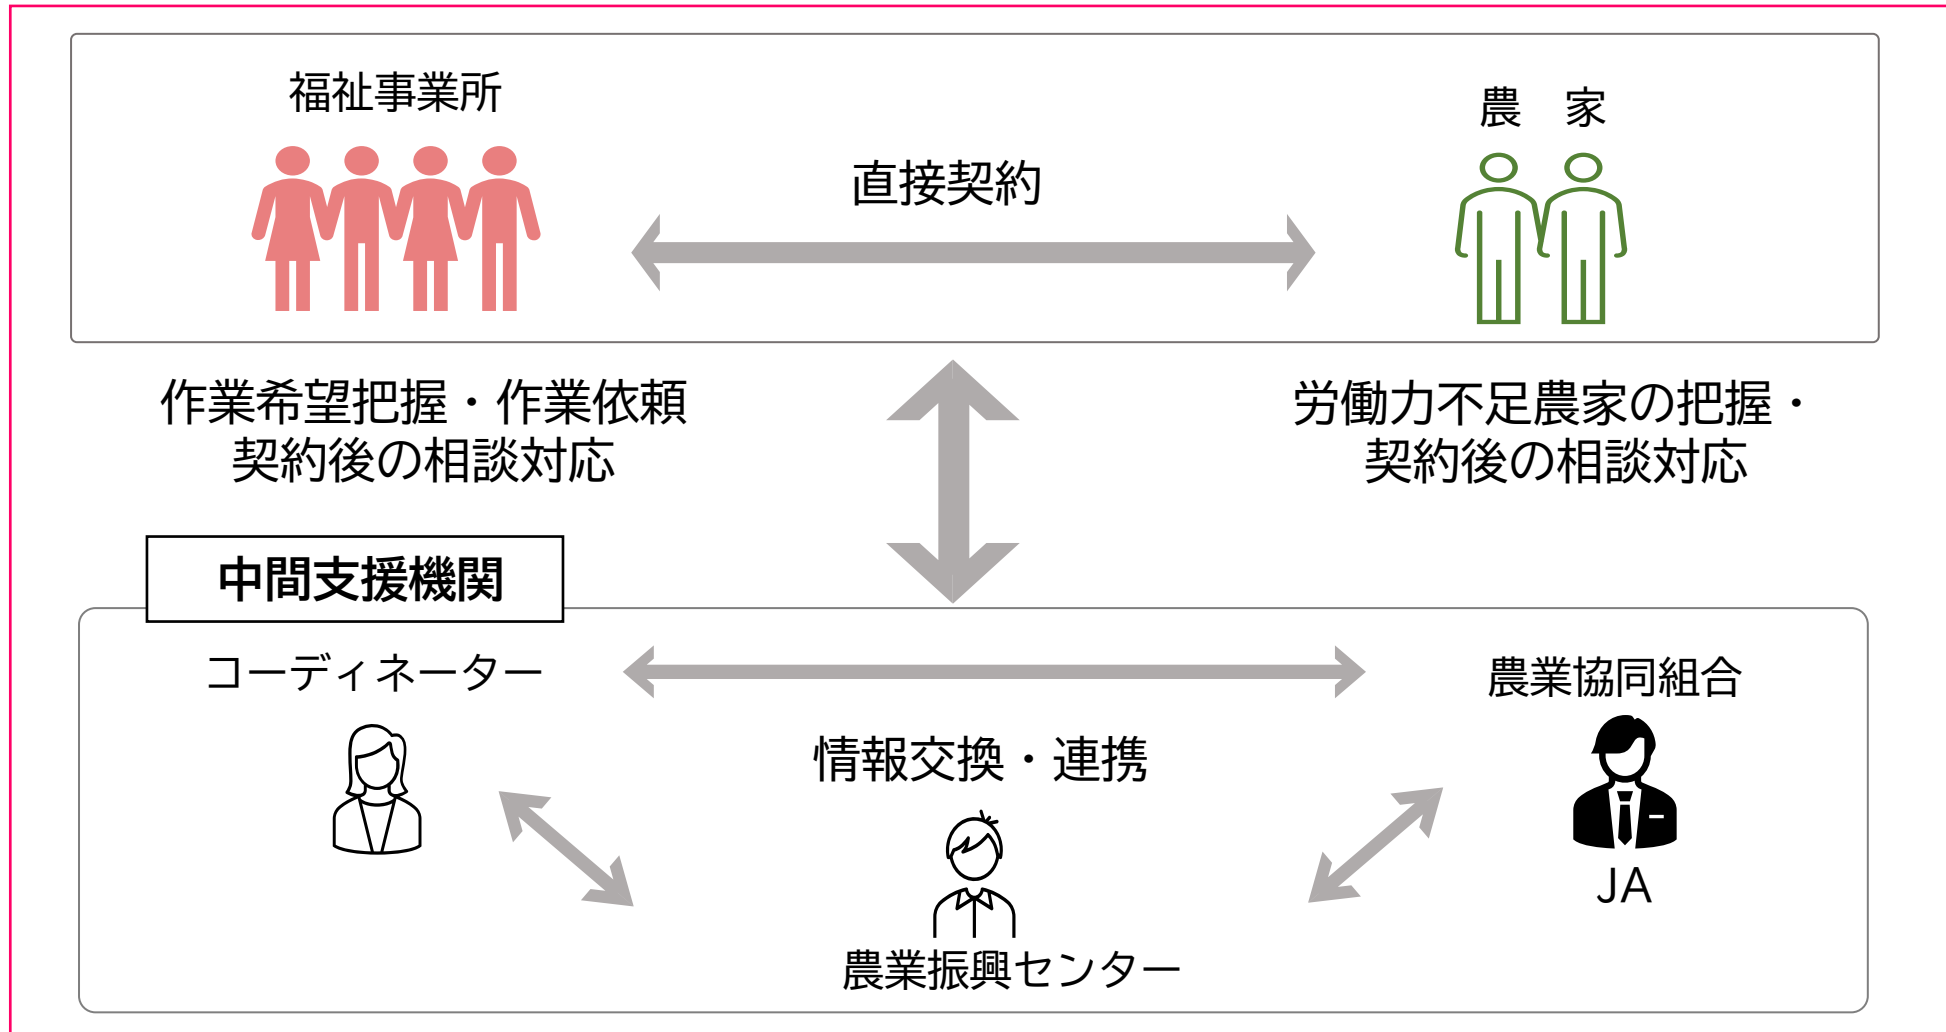 福祉事業所
農　家
直接契約
作業希望把握・作業依頼
契約後の相談対応
労働力不足農家の把握・
契約後の相談対応
中間支援機関
コーディネーター
農業協同組合
情報交換・連携
JA
農業振興センター